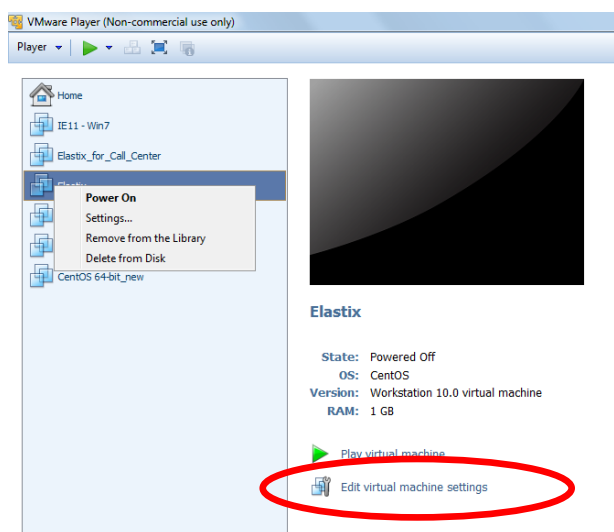 VMware Player (Non-commercial use only)
Player
Home
IE11 - Win7
Elastix_for_Call_Center
Elastix
Power On
Settings...
Remove from the Library
Delete from Disk
CentOS 64-bit_new
Elastix
State: Powered Off
OS: CentOS
Version: Workstation 10.0 virtual machine
RAM: 1 GB
Play virtual machine
Edit virtual machine settings